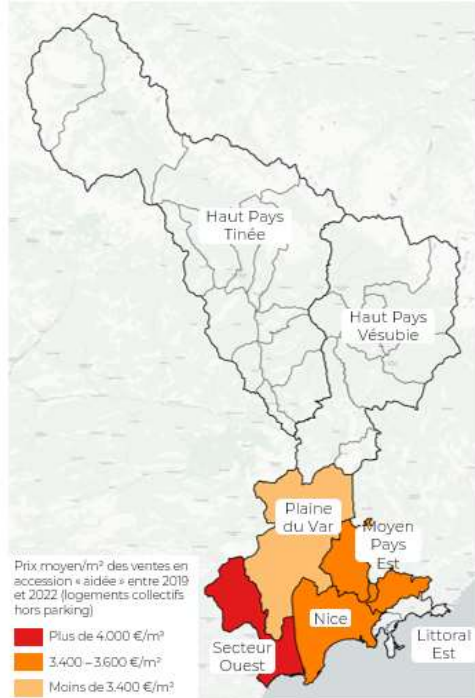 Haut Pays
Tinée
Haut Pays
Vésubie
Plaine
du Var
Moyen
Pays
Est
Nice
Littoral
Est
Secteur
Ouest
Prix moyen/m² des ventes en
accession « aidée » entre 2019
et 2022 (logements collectifs
hors parking)
Plus de 4.000 €/m²
3.400 – 3.600 €/m²
Moins de 3.400 €/m²